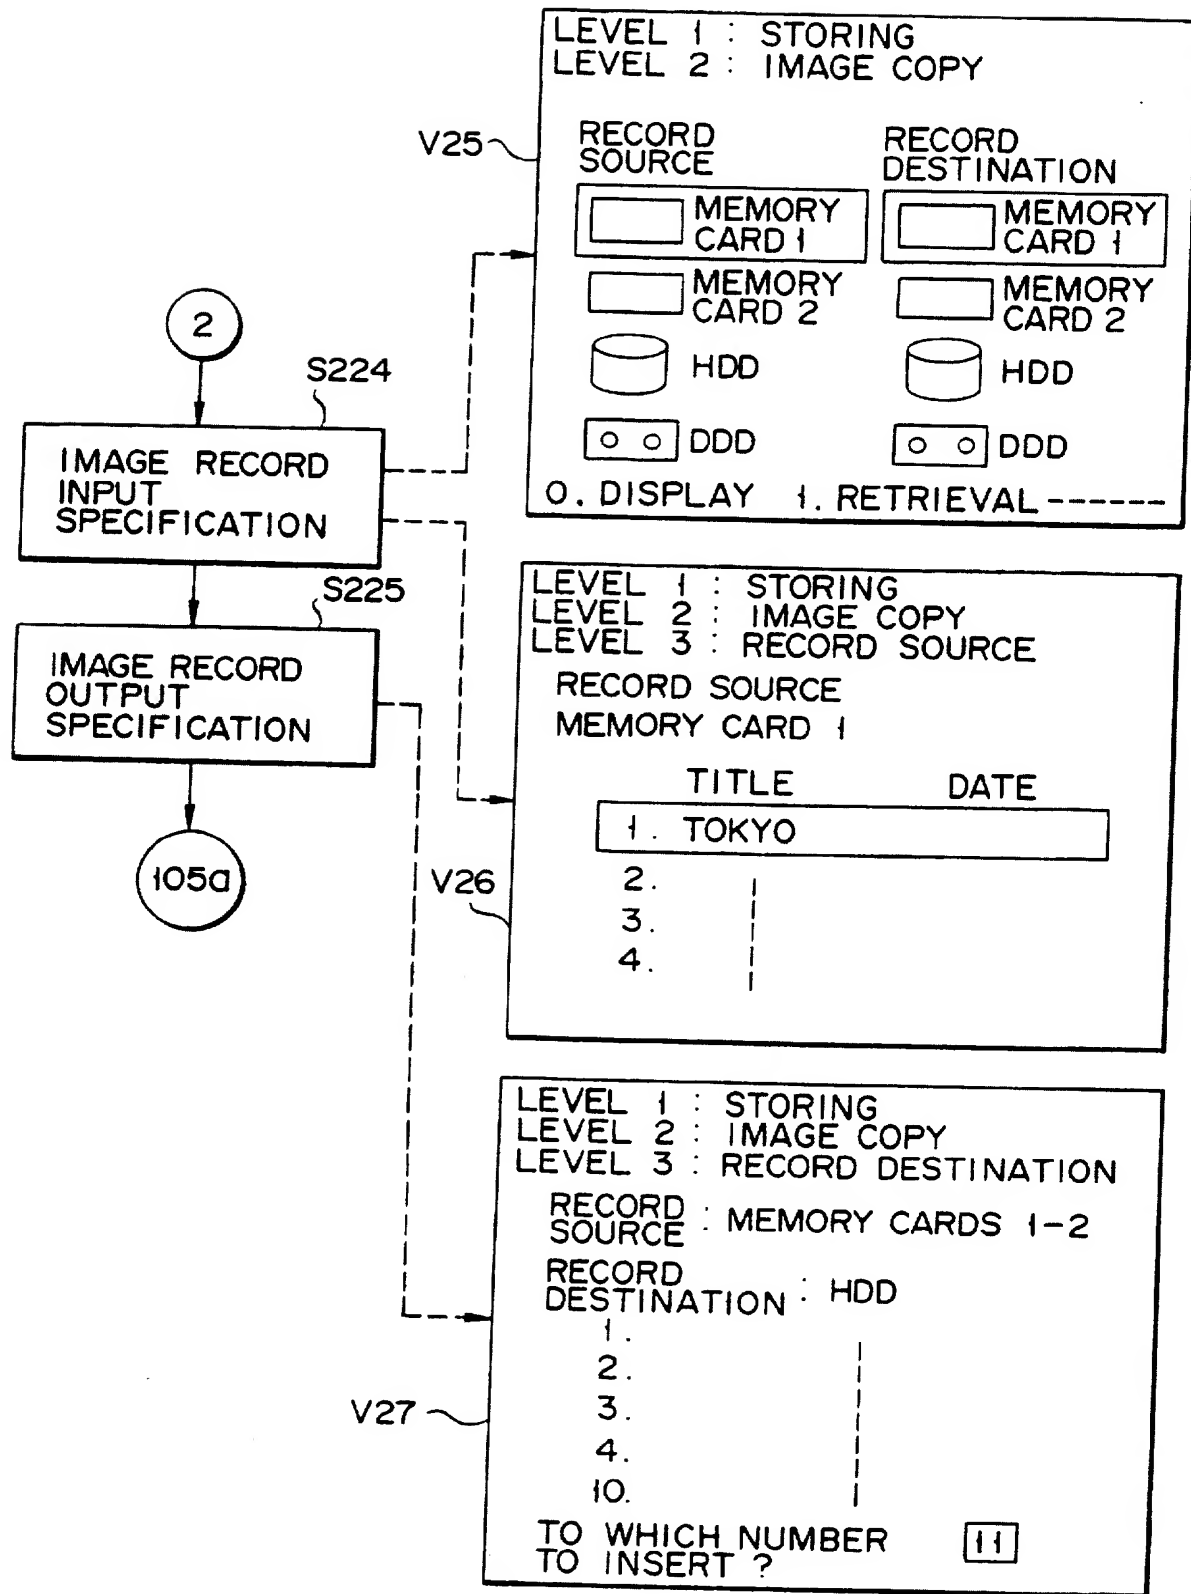 2
S224
IMAGE RECORD
INPUT
SPECIFICATION
S225
IMAGE RECORD
OUTPUT
SPECIFICATION
105a
V25
LEVEL 1 : STORING
LEVEL 2 : IMAGE COPY
RECORD
SOURCE
RECORD
DESTINATION
MEMORY
CARD 1
MEMORY
CARD 1
MEMORY
CARD 2
MEMORY
CARD 2
HDD
HDD
DDD
DDD
0. DISPLAY 1. RETRIEVAL ------
V26
LEVEL 1 : STORING
LEVEL 2 : IMAGE COPY
LEVEL 3 : RECORD SOURCE
RECORD SOURCE
MEMORY CARD 1
TITLE DATE
1. TOKYO
2.
3.
4.
V27
LEVEL 1 : STORING
LEVEL 2 : IMAGE COPY
LEVEL 3 : RECORD DESTINATION
RECORD
SOURCE : MEMORY CARDS 1-2
RECORD
DESTINATION : HDD
1.
2.
3.
4.
10.
TO WHICH NUMBER 11
TO INSERT ?